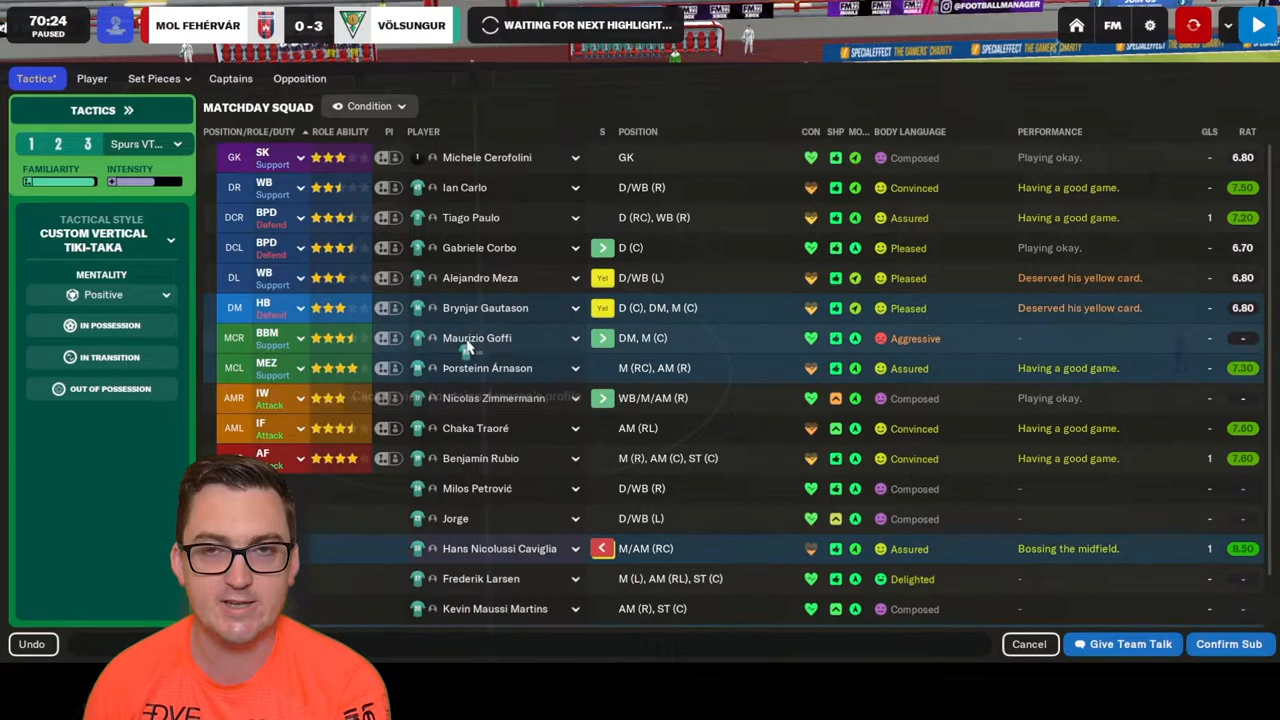 70:24
PAUSED
MOL FEHÉRVÁR
0 - 3
VÖLSUNGUR
WAITING FOR NEXT HIGHLIGHT...
@FOOTBALLMANAGER
FM
SPECIALEFFECT THE GAMERS' CHARITY
Tactics*
Player
Set Pieces
Captains
Opposition
TACTICS
1 2 3
Spurs VT...
FAMILIARITY
INTENSITY
TACTICAL STYLE
CUSTOM VERTICAL
TIKI-TAKA
MENTALITY
Positive
IN POSSESSION
IN TRANSITION
OUT OF POSSESSION
MATCHDAY SQUAD
Condition
POSITION/ROLE/DUTY ROLE ABILITY PI PLAYER S POSITION CON SHP MO... BODY LANGUAGE PERFORMANCE GLS RAT
GK SK Support 1 Michele Cerofolini GK Composed Playing okay. - 6.80
DR WB Support Ian Carlo D/WB (R) Convinced Having a good game. - 7.50
DCR BPD Defend Tiago Paulo D (RC), WB (R) Assured Having a good game. 1 7.20
DCL BPD Defend Gabriele Corbo D (C) Pleased Playing okay. - 6.70
DL WB Support Alejandro Meza Yel D/WB (L) Pleased Deserved his yellow card. - 6.80
DM HB Defend Brynjar Gautason Yel D (C), DM, M (C) Pleased Deserved his yellow card. - 6.80
MCR BBM Support Maurizio Goffi DM, M (C) Aggressive - - -
MCL MEZ Support Þorsteinn Árnason M (RC), AM (R) Assured Having a good game. - 7.30
AMR IW Attack Nicolas Zimmermann WB/M/AM (R) Composed Playing okay. - -
AML IF Attack Chaka Traoré AM (RL) Convinced Having a good game. - 7.60
AF Benjamín Rubio M (R), AM (C), ST (C) Convinced Having a good game. 1 7.60
Milos Petrović D/WB (R) Composed - - -
Jorge D/WB (L) Composed - - -
Hans Nicolussi Caviglia M/AM (RC) Assured Bossing the midfield. 1 8.50
Frederik Larsen M (L), AM (RL), ST (C) Delighted - - -
Kevin Maussi Martins AM (R), ST (C) Composed - - -
Undo
Cancel
Give Team Talk
Confirm Sub